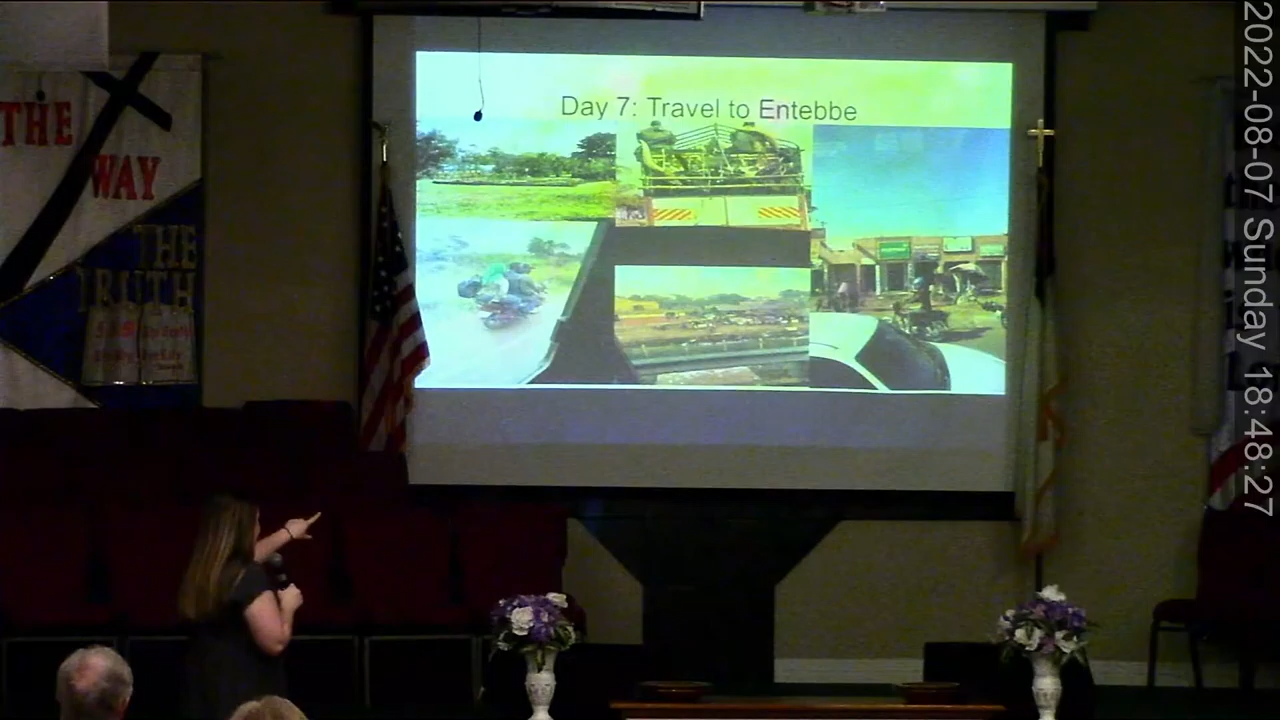 THE
WAY
THE
TRUTH
Day 7: Travel to Entebbe
2022-08-07 Sunday 18:48:27